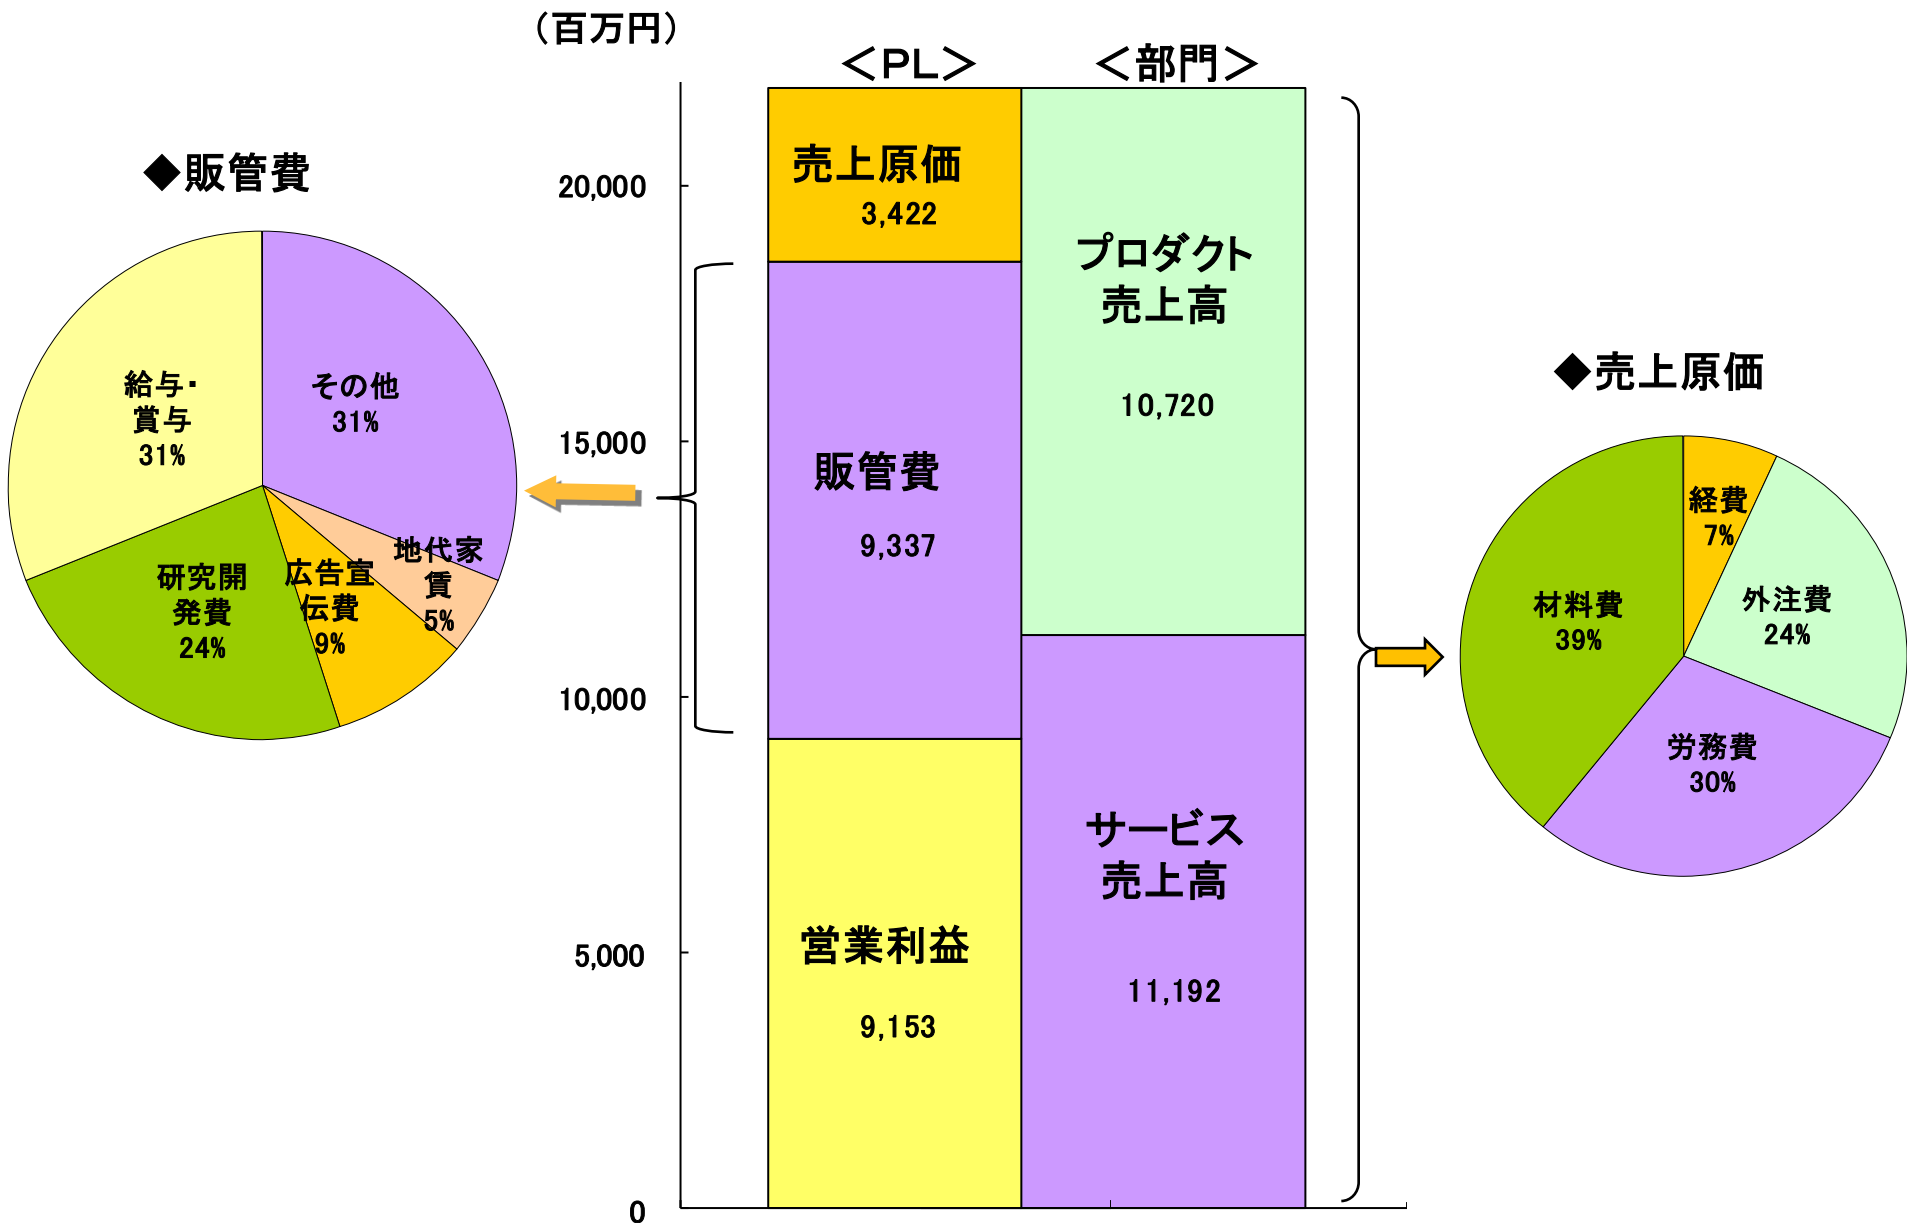 （百万円）
＜PL＞
＜部門＞
◆販管費
その他
31%
地代家
賃
5%
広告宣
伝費
9%
研究開
発費
24%
給与・
賞与
31%
20,000
15,000
10,000
5,000
0
売上原価
3,422
販管費
9,337
営業利益
9,153
プロダクト
売上高
10,720
サービス
売上高
11,192
◆売上原価
経費
7%
外注費
24%
労務費
30%
材料費
39%